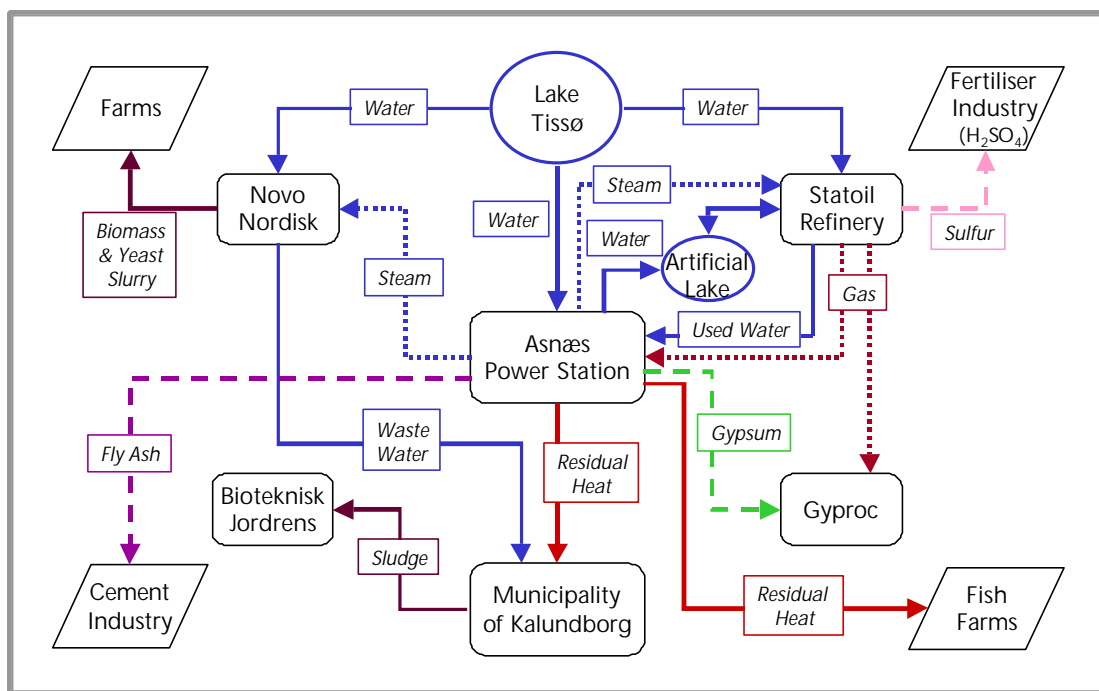 Farms
Water
Lake
Tissø
Water
Fertiliser
Industry
(H₂SO₄)
Novo
Nordisk
Steam
Statoil
Refinery
Biomass
& Yeast
Slurry
Water
Water
Sulfur
Steam
Artificial
Lake
Gas
Asnæs
Power Station
Used Water
Fly Ash
Waste
Water
Residual
Heat
Gypsum
Bioteknisk
Jordrens
Gyproc
Sludge
Cement
Industry
Municipality
of Kalundborg
Residual
Heat
Fish
Farms